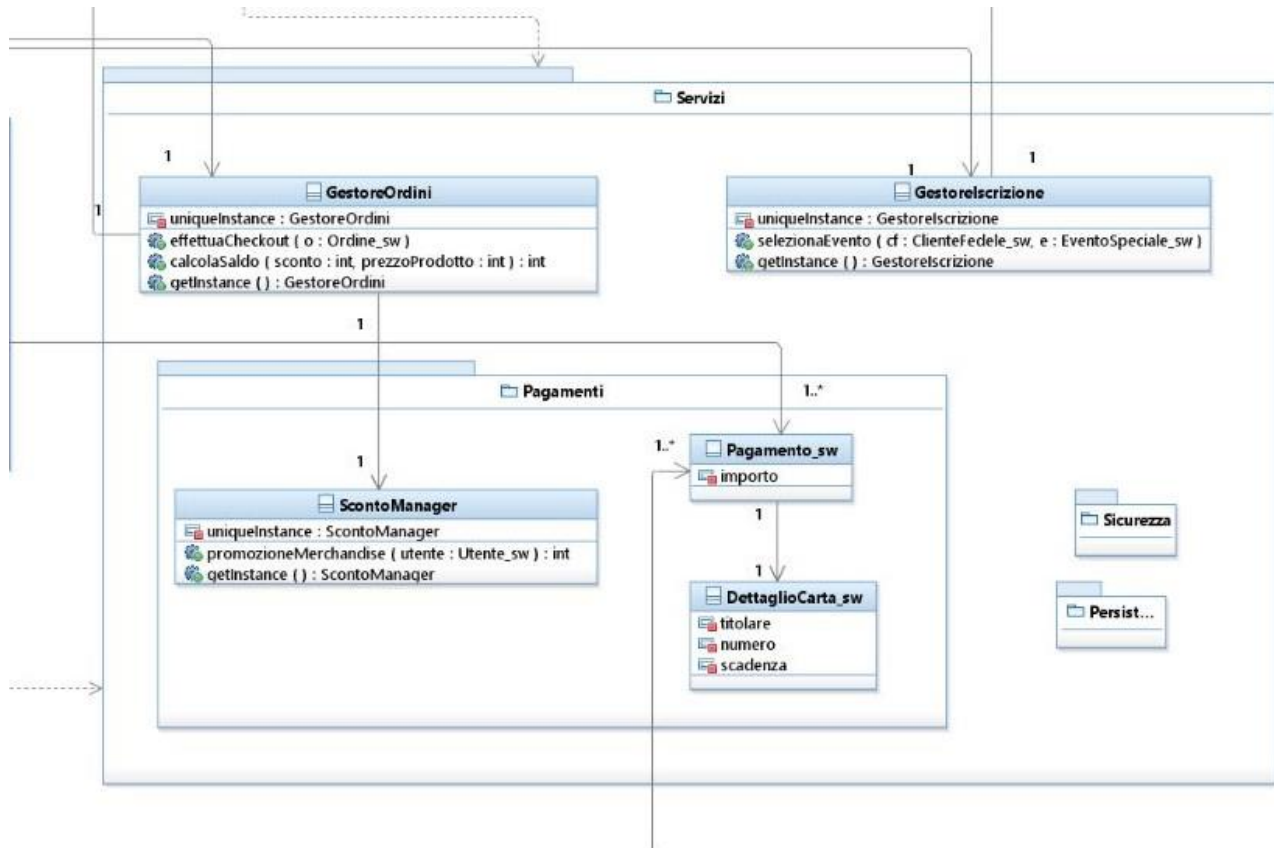 Servizi
1
1
1
1
GestoreOrdini
uniqueInstance : GestoreOrdini
effettuaCheckout ( o : Ordine_sw )
calcolaSaldo ( sconto : int, prezzoProdotto : int ) : int
getInstance ( ) : GestoreOrdini
GestoreIscrizione
uniqueInstance : GestoreIscrizione
selezionaEvento ( cf : ClienteFedele_sw, e : EventoSpeciale_sw )
getInstance ( ) : GestoreIscrizione
1
Pagamenti
1..*
1..*
Pagamento_sw
importo
1
1
ScontoManager
uniqueInstance : ScontoManager
promozioneMerchandise ( utente : Utente_sw ) : int
getInstance ( ) : ScontoManager
1
DettaglioCarta_sw
titolare
numero
scadenza
Sicurezza
Persist...